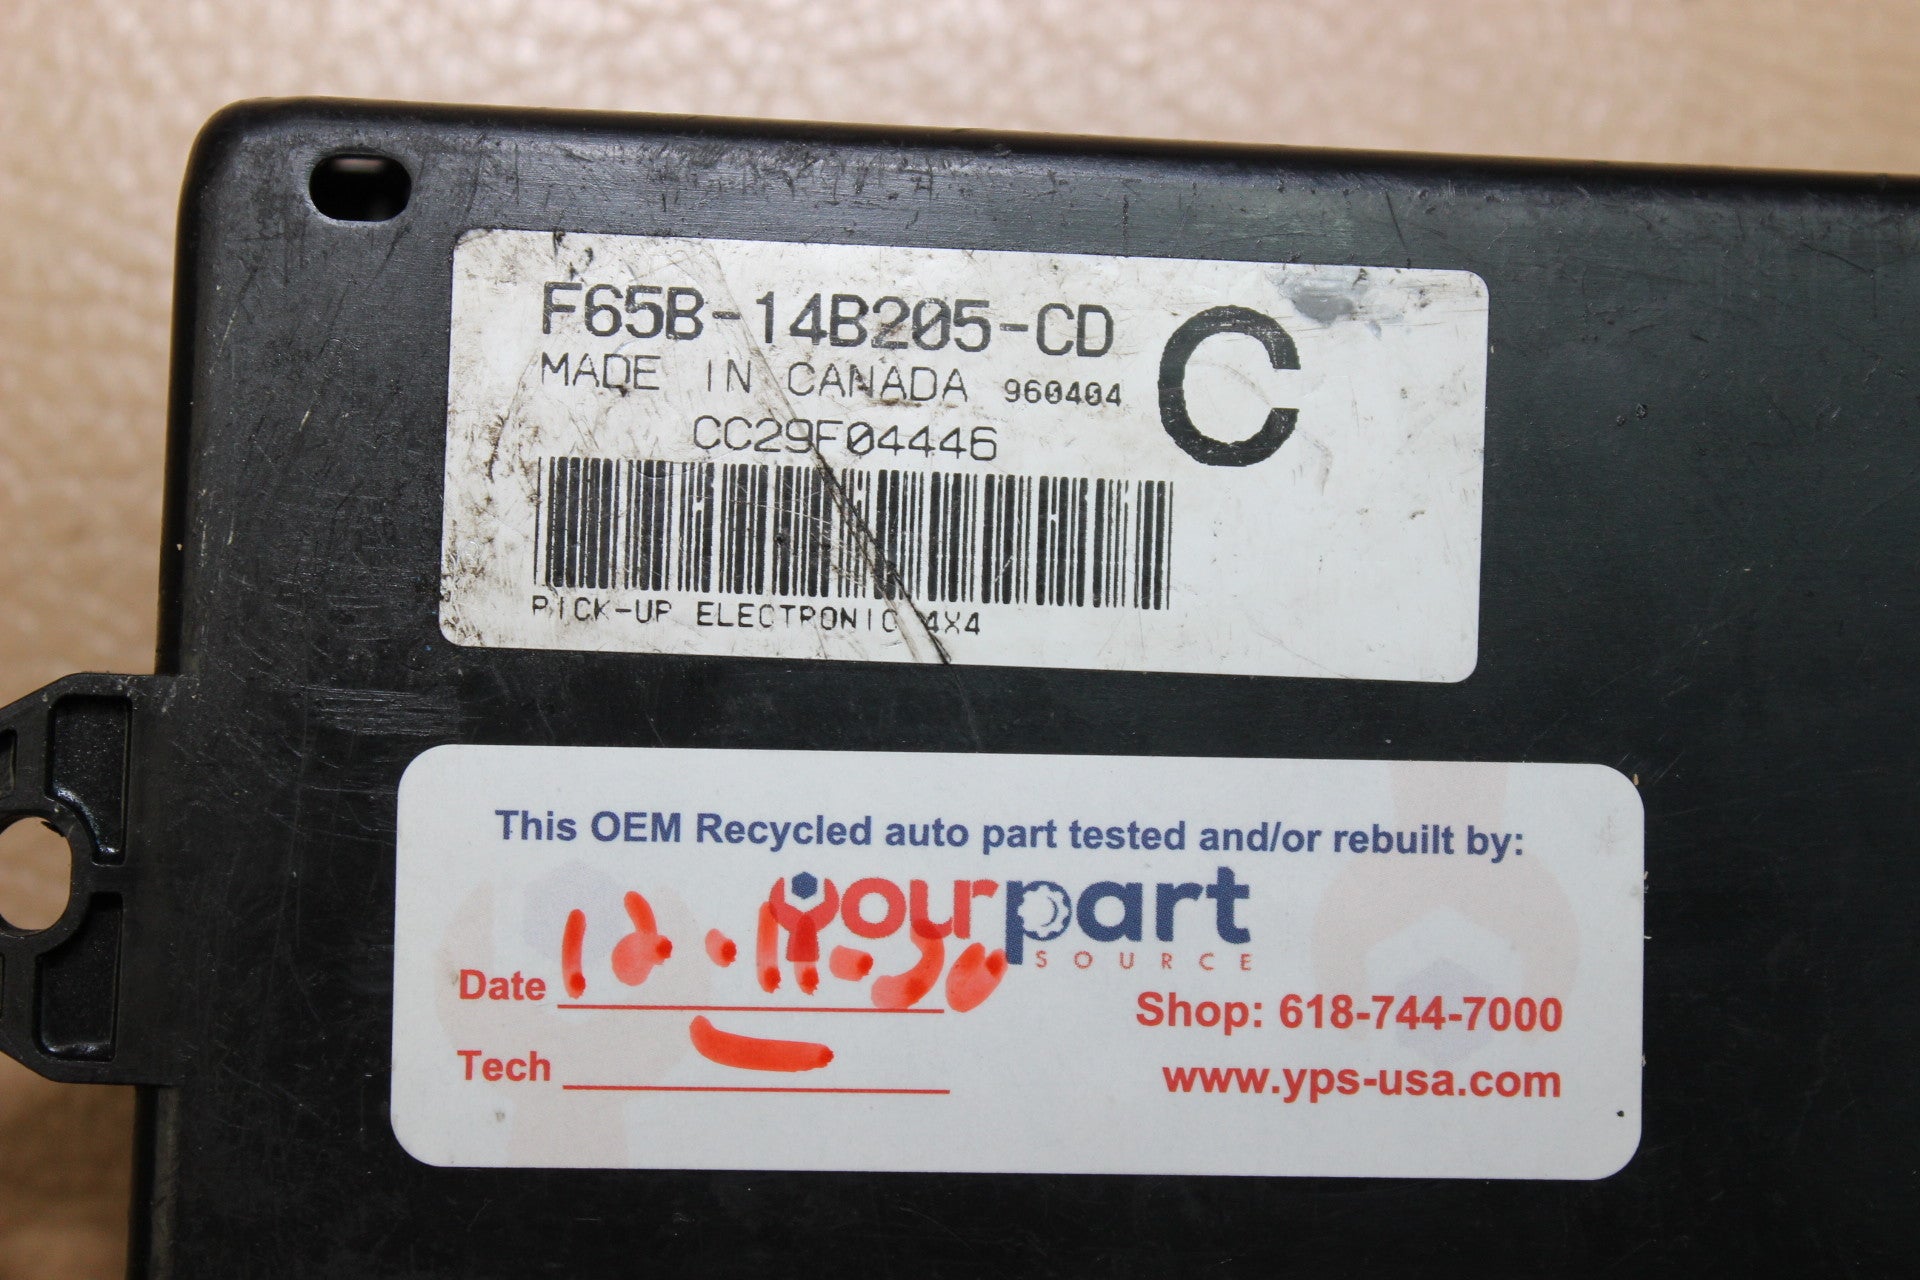 F65B-14B205-CD
C
MADE IN CANADA 960404
CC29F04446
PICK-UP ELECTRONIC 4X4
This OEM Recycled auto part tested and/or rebuilt by:
yourpart
SOURCE
Date
Shop: 618-744-7000
Tech
www.yps-usa.com